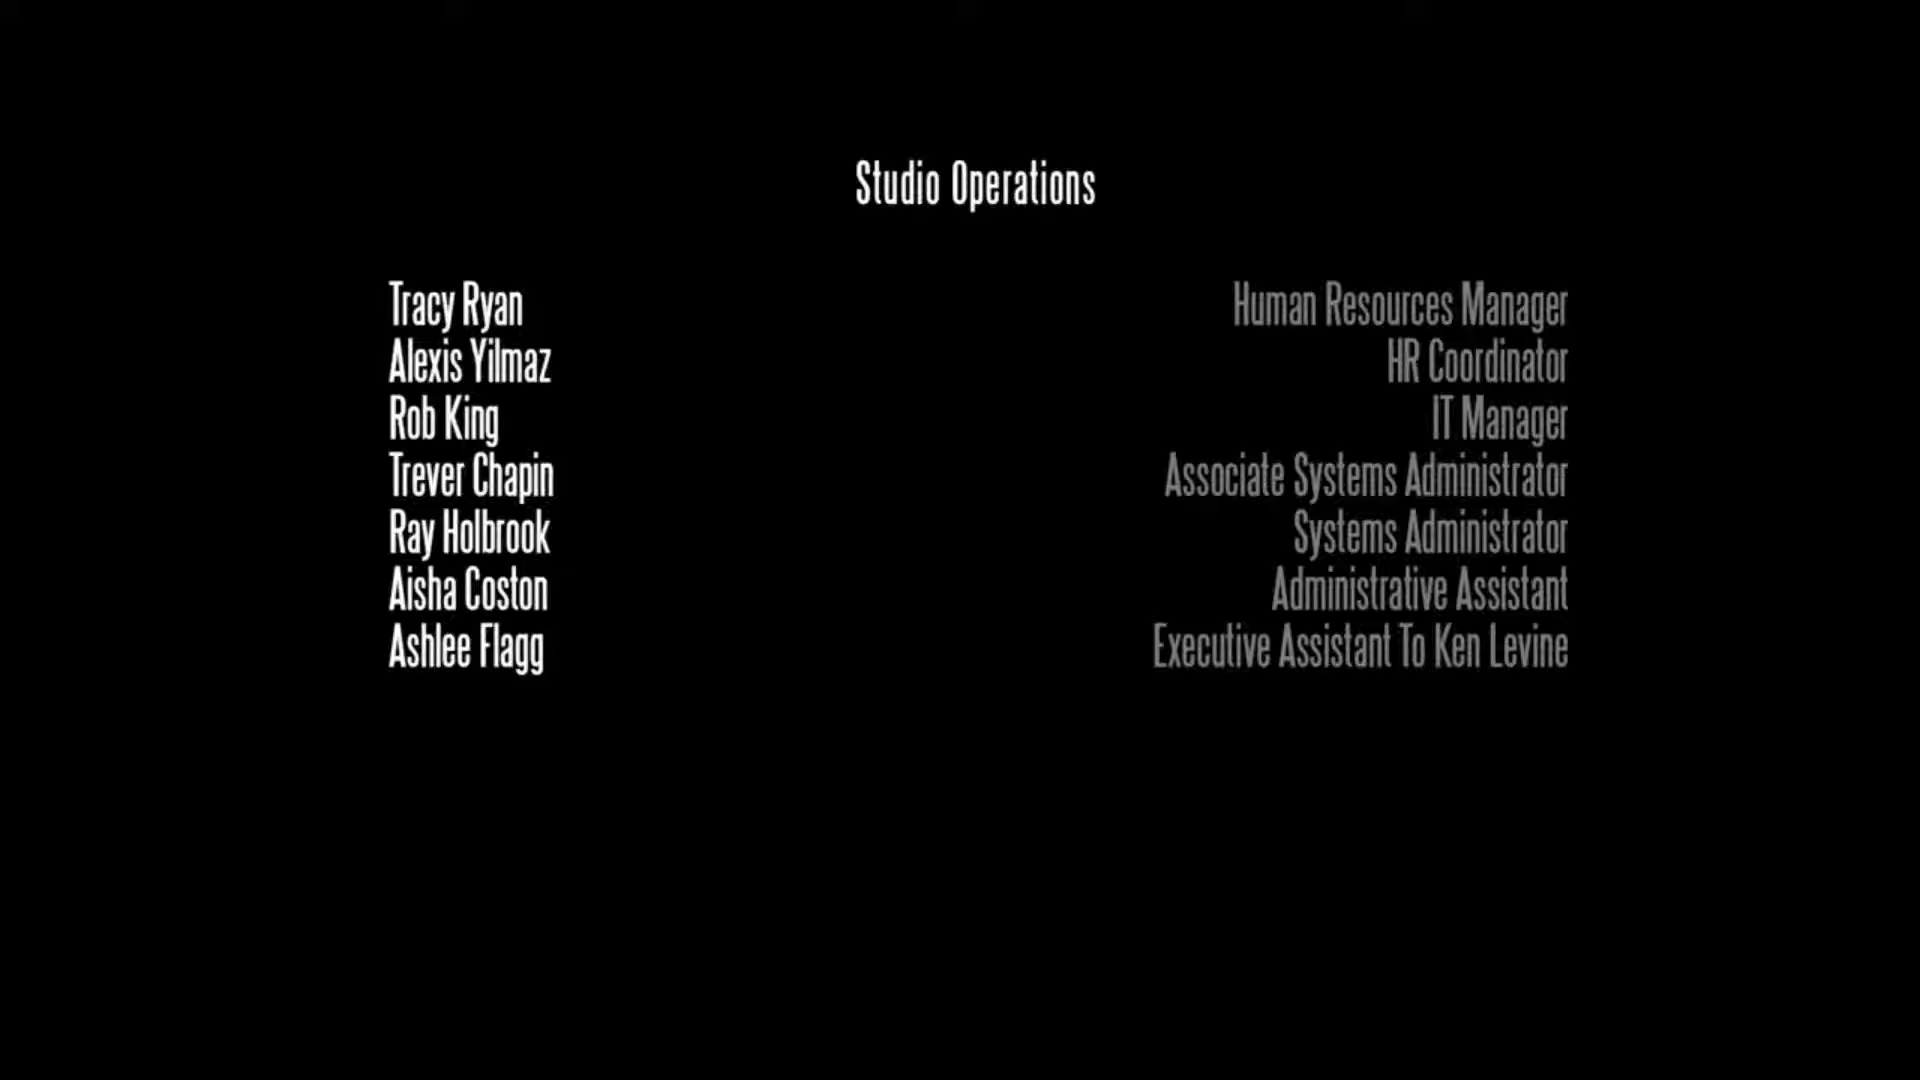 Studio Operations
Tracy Ryan Human Resources Manager
Alexis Yilmaz HR Coordinator
Rob King IT Manager
Trever Chapin Associate Systems Administrator
Ray Holbrook Systems Administrator
Aisha Coston Administrative Assistant
Ashlee Flagg Executive Assistant To Ken Levine